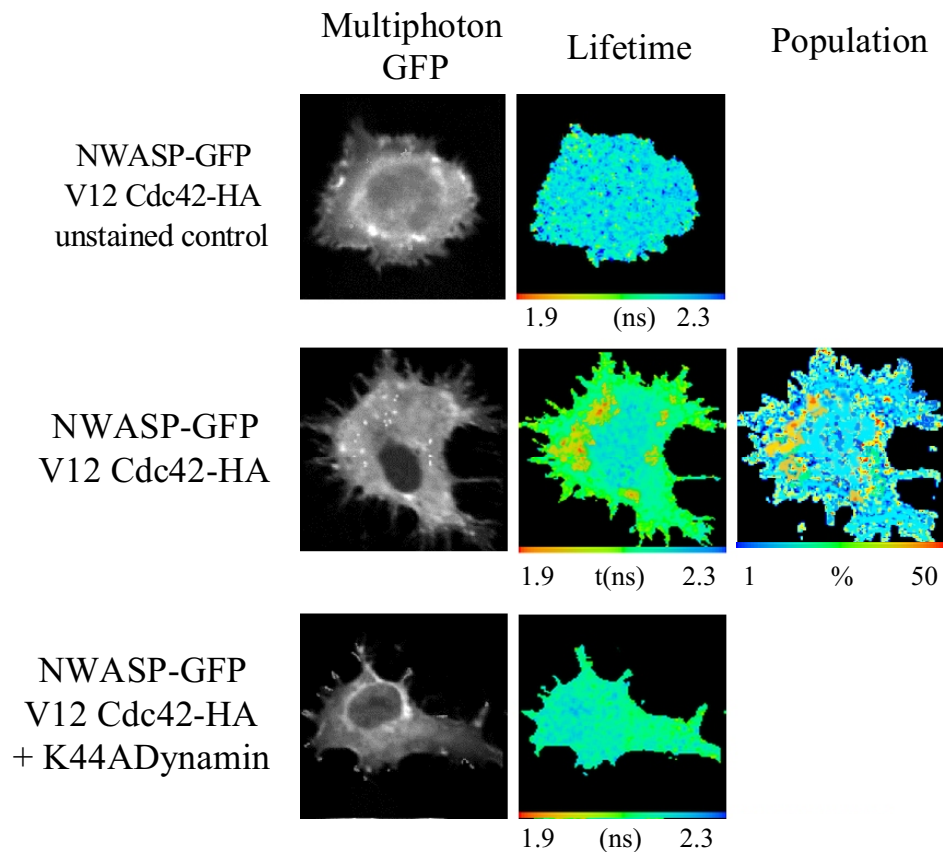 Multiphoton
GFP
Lifetime
Population
NWASP-GFP
V12 Cdc42-HA
unstained control
1.9 (ns) 2.3
NWASP-GFP
V12 Cdc42-HA
1.9 t(ns) 2.3
1 % 50
NWASP-GFP
V12 Cdc42-HA
+ K44ADynamin
1.9 (ns) 2.3